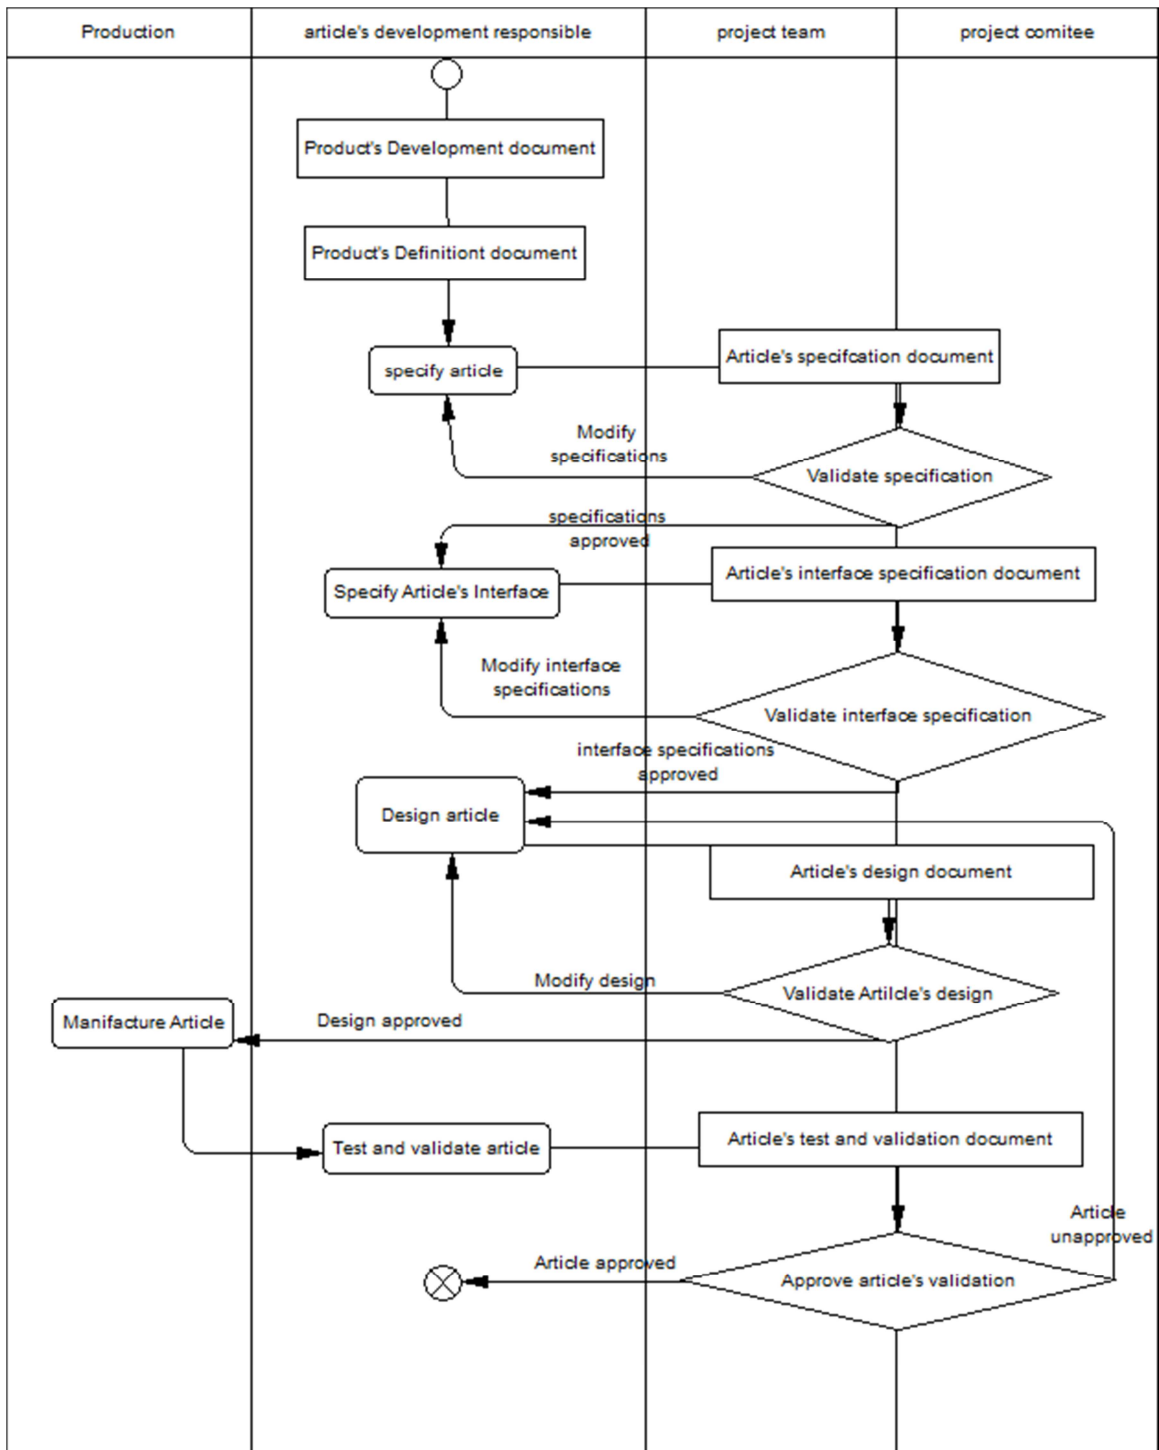 Production
article's development responsible
project team
project comitee
Product's Development document
Product's Definitiont document
specify article
Article's specifcation document
Modify
specifications
Validate specification
specifications
approved
Specify Article's Interface
Article's interface specification document
Modify interface
specifications
Validate interface specification
interface specifications
approved
Design article
Article's design document
Modify design
Validate Artilcle's design
Manifacture Article
Design approved
Test and validate article
Article's test and validation document
Article
unapproved
Article approved
Approve article's validation